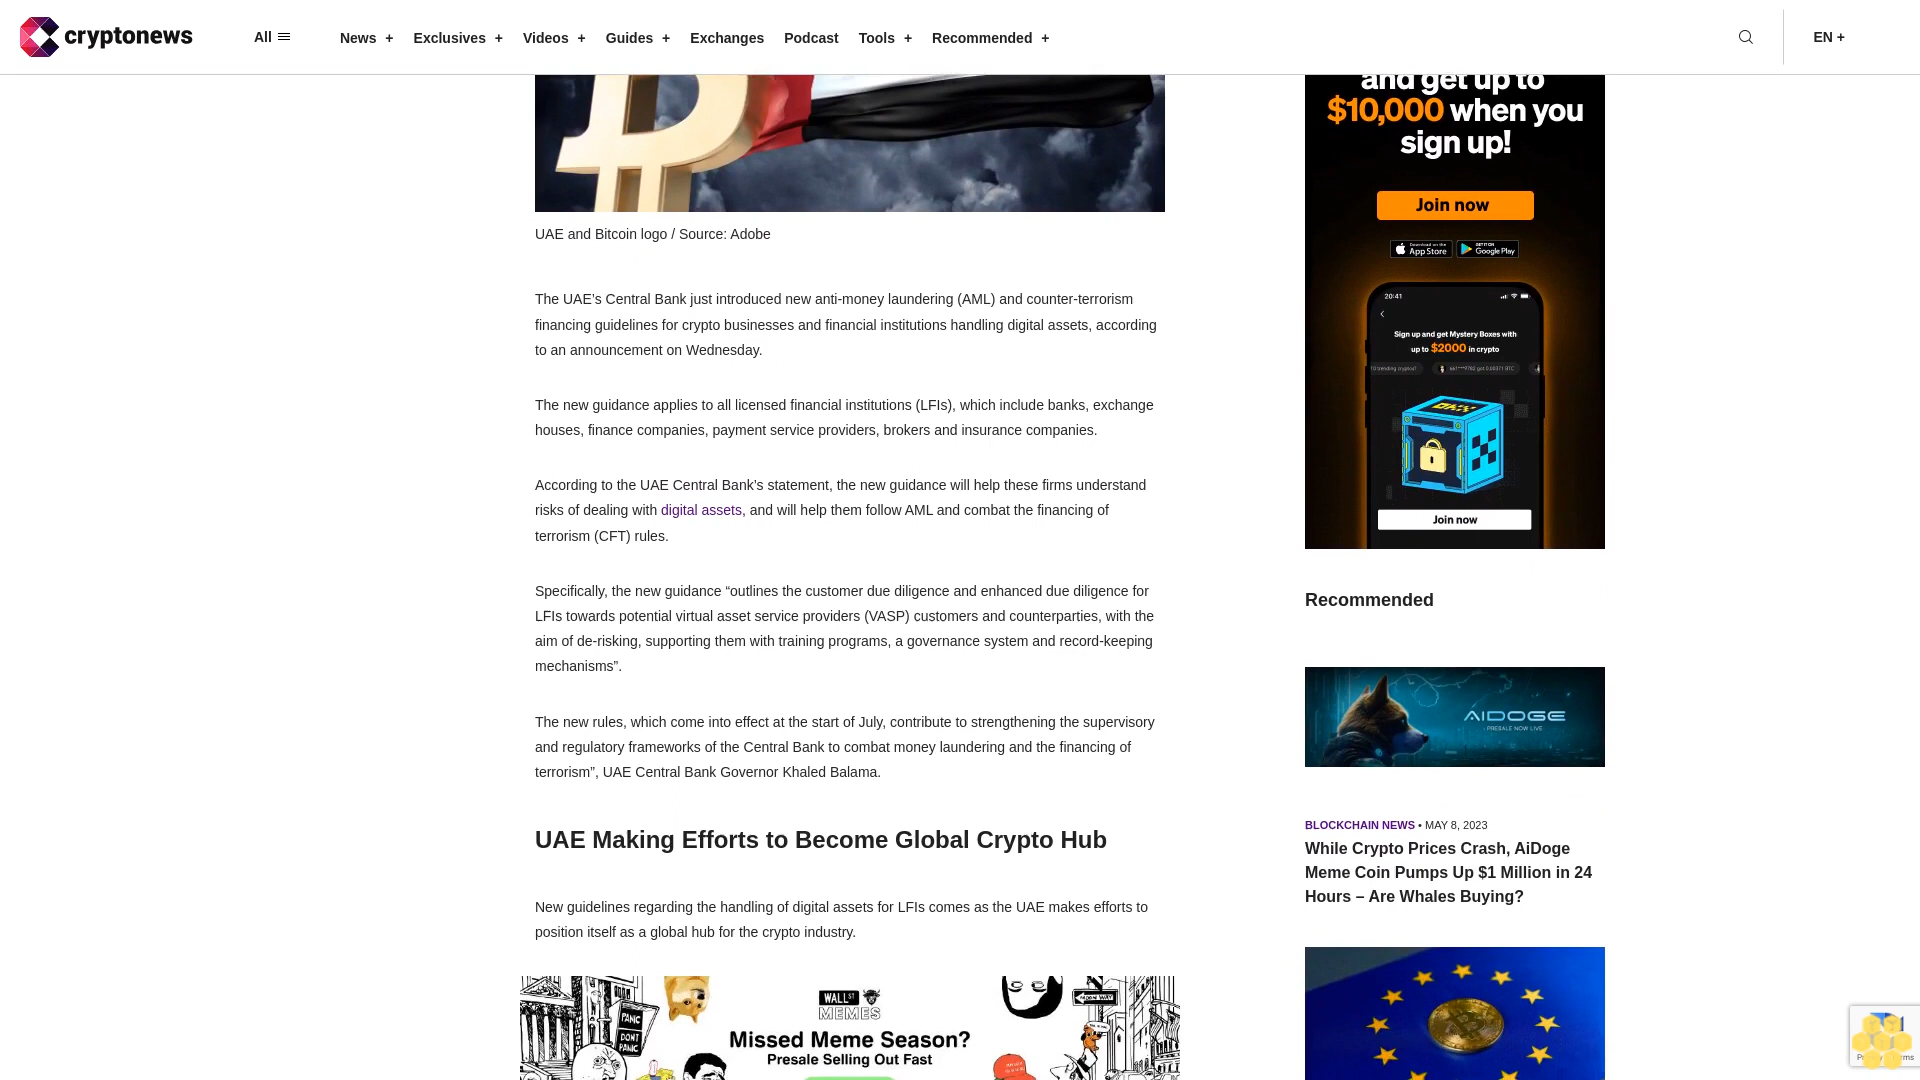 cryptonews
All
News +
Exclusives +
Videos +
Guides +
Exchanges
Podcast
Tools +
Recommended +
EN +
UAE and Bitcoin logo / Source: Adobe
The UAE’s Central Bank just introduced new anti-money laundering (AML) and counter-terrorism
financing guidelines for crypto businesses and financial institutions handling digital assets, according
to an announcement on Wednesday.
The new guidance applies to all licensed financial institutions (LFIs), which include banks, exchange
houses, finance companies, payment service providers, brokers and insurance companies.
According to the UAE Central Bank’s statement, the new guidance will help these firms understand
risks of dealing with digital assets, and will help them follow AML and combat the financing of
terrorism (CFT) rules.
Specifically, the new guidance “outlines the customer due diligence and enhanced due diligence for
LFIs towards potential virtual asset service providers (VASP) customers and counterparties, with the
aim of de-risking, supporting them with training programs, a governance system and record-keeping
mechanisms”.
The new rules, which come into effect at the start of July, contribute to strengthening the supervisory
and regulatory frameworks of the Central Bank to combat money laundering and the financing of
terrorism”, UAE Central Bank Governor Khaled Balama.
UAE Making Efforts to Become Global Crypto Hub
New guidelines regarding the handling of digital assets for LFIs comes as the UAE makes efforts to
position itself as a global hub for the crypto industry.
WALL ST
MEMES
PANIC
DONT
PANIC
Missed Meme Season?
Presale Selling Out Fast
and get up to
$10,000 when you
sign up!
Join now
Download on the
App Store
GET IT ON
Google Play
20:41
Sign up and get Mystery Boxes with
up to $2000 in crypto
Join now
Recommended
AIDOGE
PRESALE NOW LIVE
BLOCKCHAIN NEWS • MAY 8, 2023
While Crypto Prices Crash, AiDoge
Meme Coin Pumps Up $1 Million in 24
Hours – Are Whales Buying?